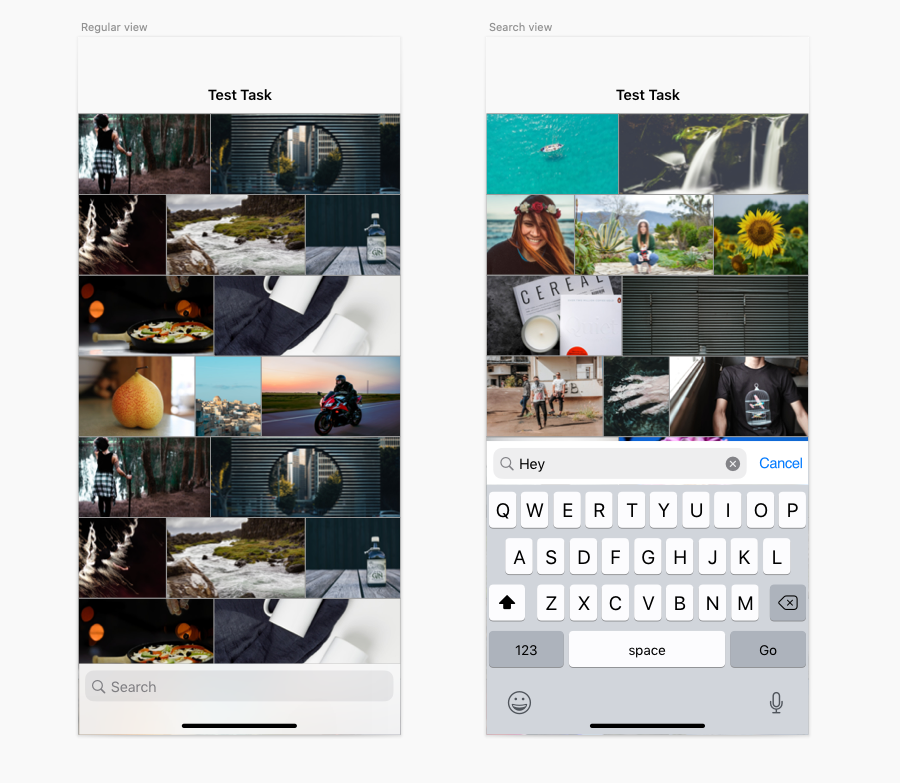 Regular view
Test Task
Search
Search view
Test Task
CEREAL
Hey
Cancel
Q W E R T Y U I O P
A S D F G H J K L
Z X C V B N M
123 space Go